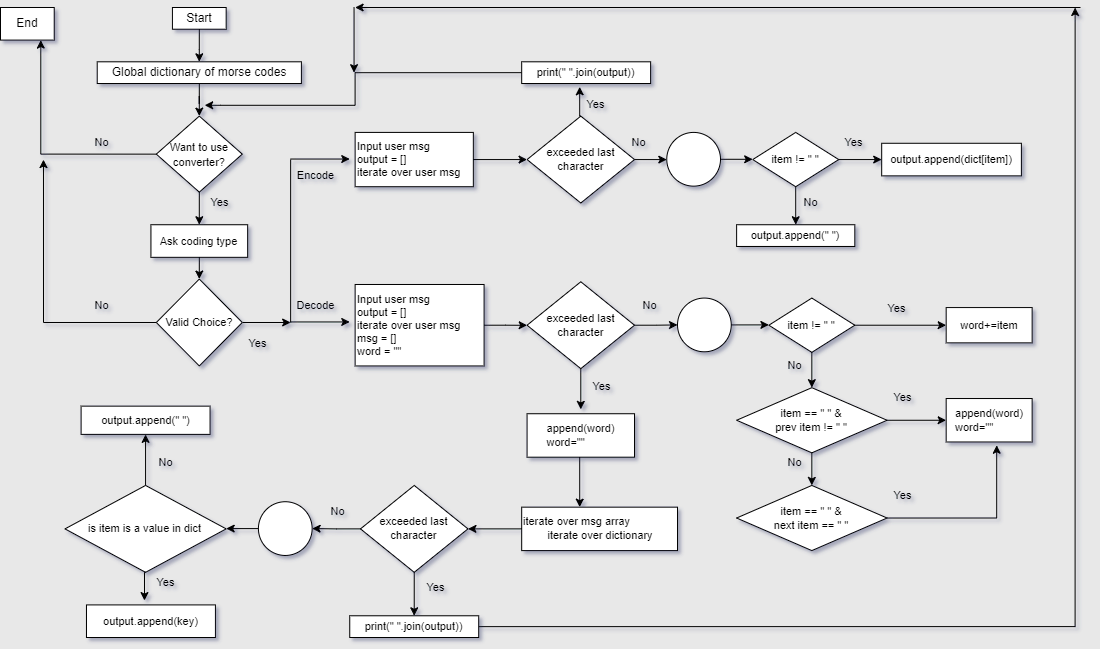 End
Start
Global dictionary of morse codes
print(" ".join(output))
Yes
No
Want to use
converter?
Yes
Input user msg
output = []
iterate over user msg
Encode
exceeded last
character
No
item != " "
Yes
output.append(dict[item])
No
output.append(" ")
Ask coding type
No
Valid Choice?
Yes
Decode
Input user msg
output = []
iterate over user msg
msg = []
word = ""
exceeded last
character
No
item != " "
Yes
word+=item
No
Yes
append(word)
word=""
item == " " &
prev item != " "
Yes
append(word)
word=""
No
item == " " &
next item == " "
Yes
output.append(" ")
No
is item is a value in dict
No
exceeded last
character
iterate over msg array
iterate over dictionary
Yes
Yes
output.append(key)
print(" ".join(output))